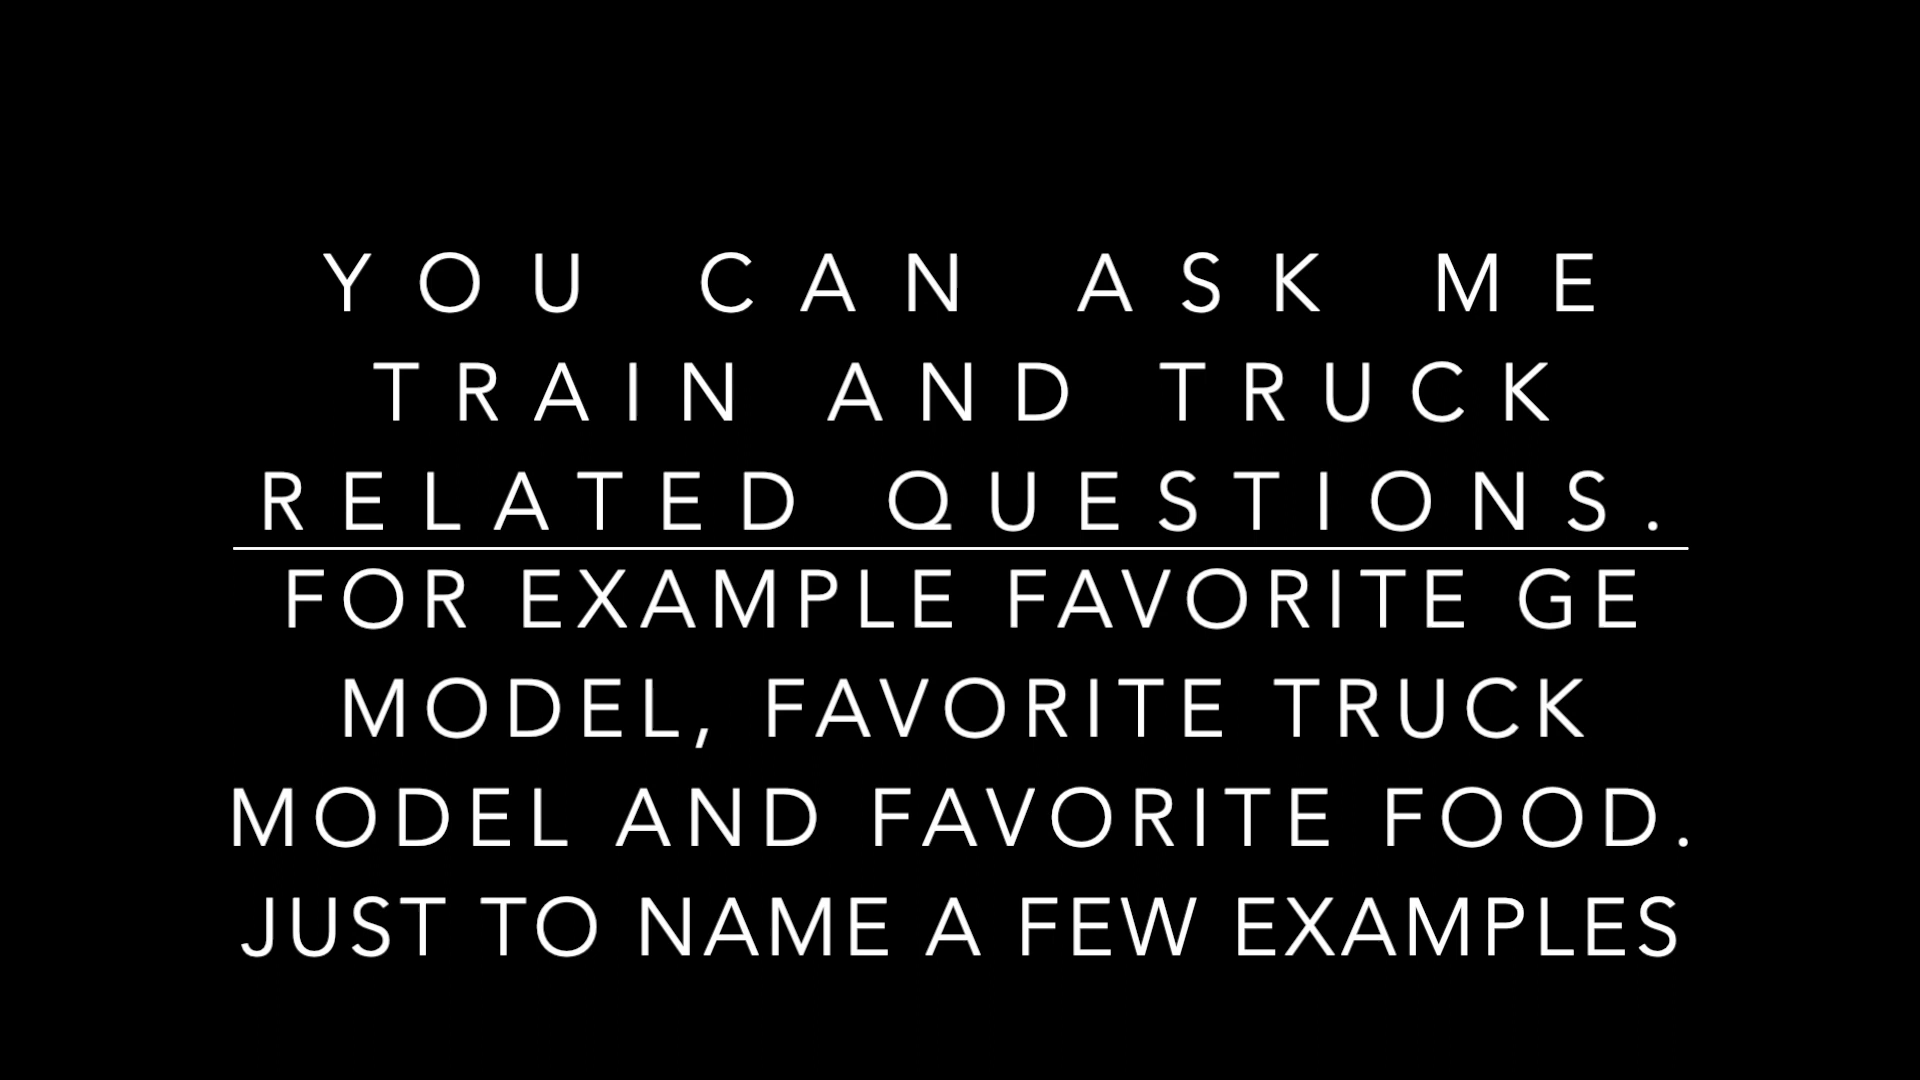 YOU CAN ASK ME
TRAIN AND TRUCK
RELATED QUESTIONS.
FOR EXAMPLE FAVORITE GE
MODEL, FAVORITE TRUCK
MODEL AND FAVORITE FOOD.
JUST TO NAME A FEW EXAMPLES